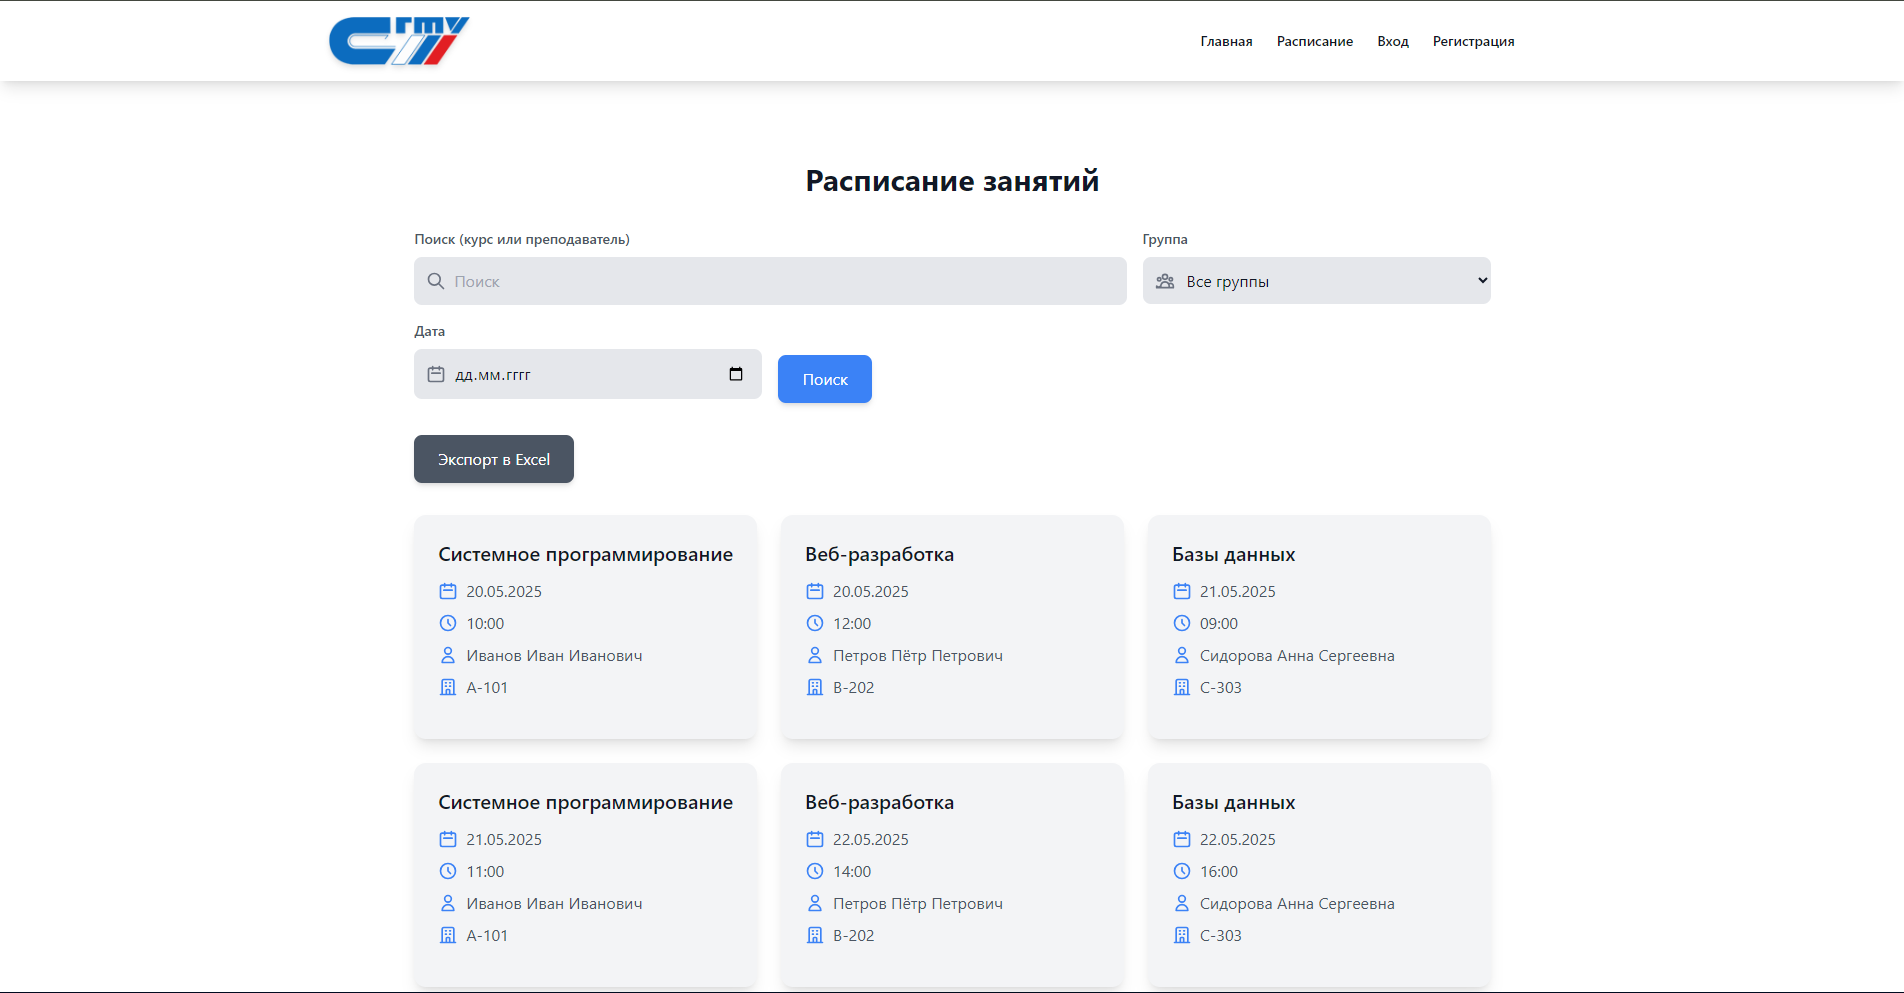 сгту
Главная Расписание Вход Регистрация
Расписание занятий
Поиск (курс или преподаватель) Группа
Поиск Все группы
Дата
дд.мм.гггг Поиск
Экспорт в Excel
Системное программирование Веб-разработка Базы данных
20.05.2025 20.05.2025 21.05.2025
10:00 12:00 09:00
Иванов Иван Иванович Петров Пётр Петрович Сидорова Анна Сергеевна
А-101 В-202 С-303
Системное программирование Веб-разработка Базы данных
21.05.2025 22.05.2025 22.05.2025
11:00 14:00 16:00
Иванов Иван Иванович Петров Пётр Петрович Сидорова Анна Сергеевна
А-101 В-202 С-303